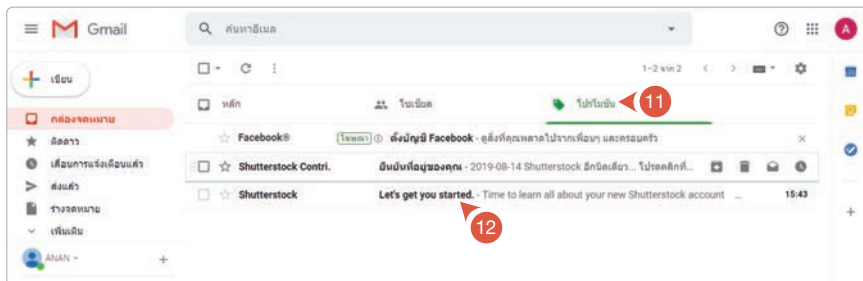 Gmail
ค้นหาอีเมล
A
เขียน
1-2 จาก 2
กล่องจดหมาย
หลัก
โซเชียล
โปรโมชัน
11
ติดดาว
Facebook®
โฆษณา
ตั้งบัญชี Facebook - ดูสิ่งที่คุณพลาดไปจากเพื่อนๆ และครอบครัว
เลื่อนการแจ้งเตือนแล้ว
Shutterstock Contri.
ยืนยันที่อยู่ของคุณ - 2019-08-14 Shutterstock อีกนิดเดียว... โปรดคลิกที่...
ส่งแล้ว
Shutterstock
Let's get you started. - Time to learn all about your new Shutterstock account ...
15:43
ร่างจดหมาย
12
เพิ่มเติม
ANAN